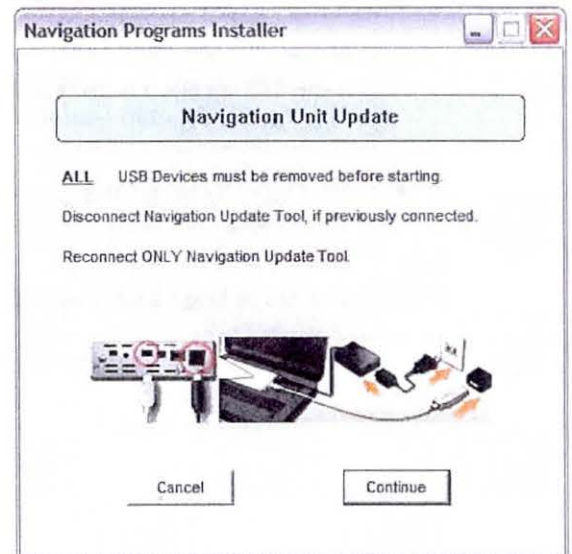 Navigation Programs Installer
Navigation Unit Update
ALL USB Devices must be removed before starting.
Disconnect Navigation Update Tool, if previously connected.
Reconnect ONLY Navigation Update Tool.
Cancel
Continue